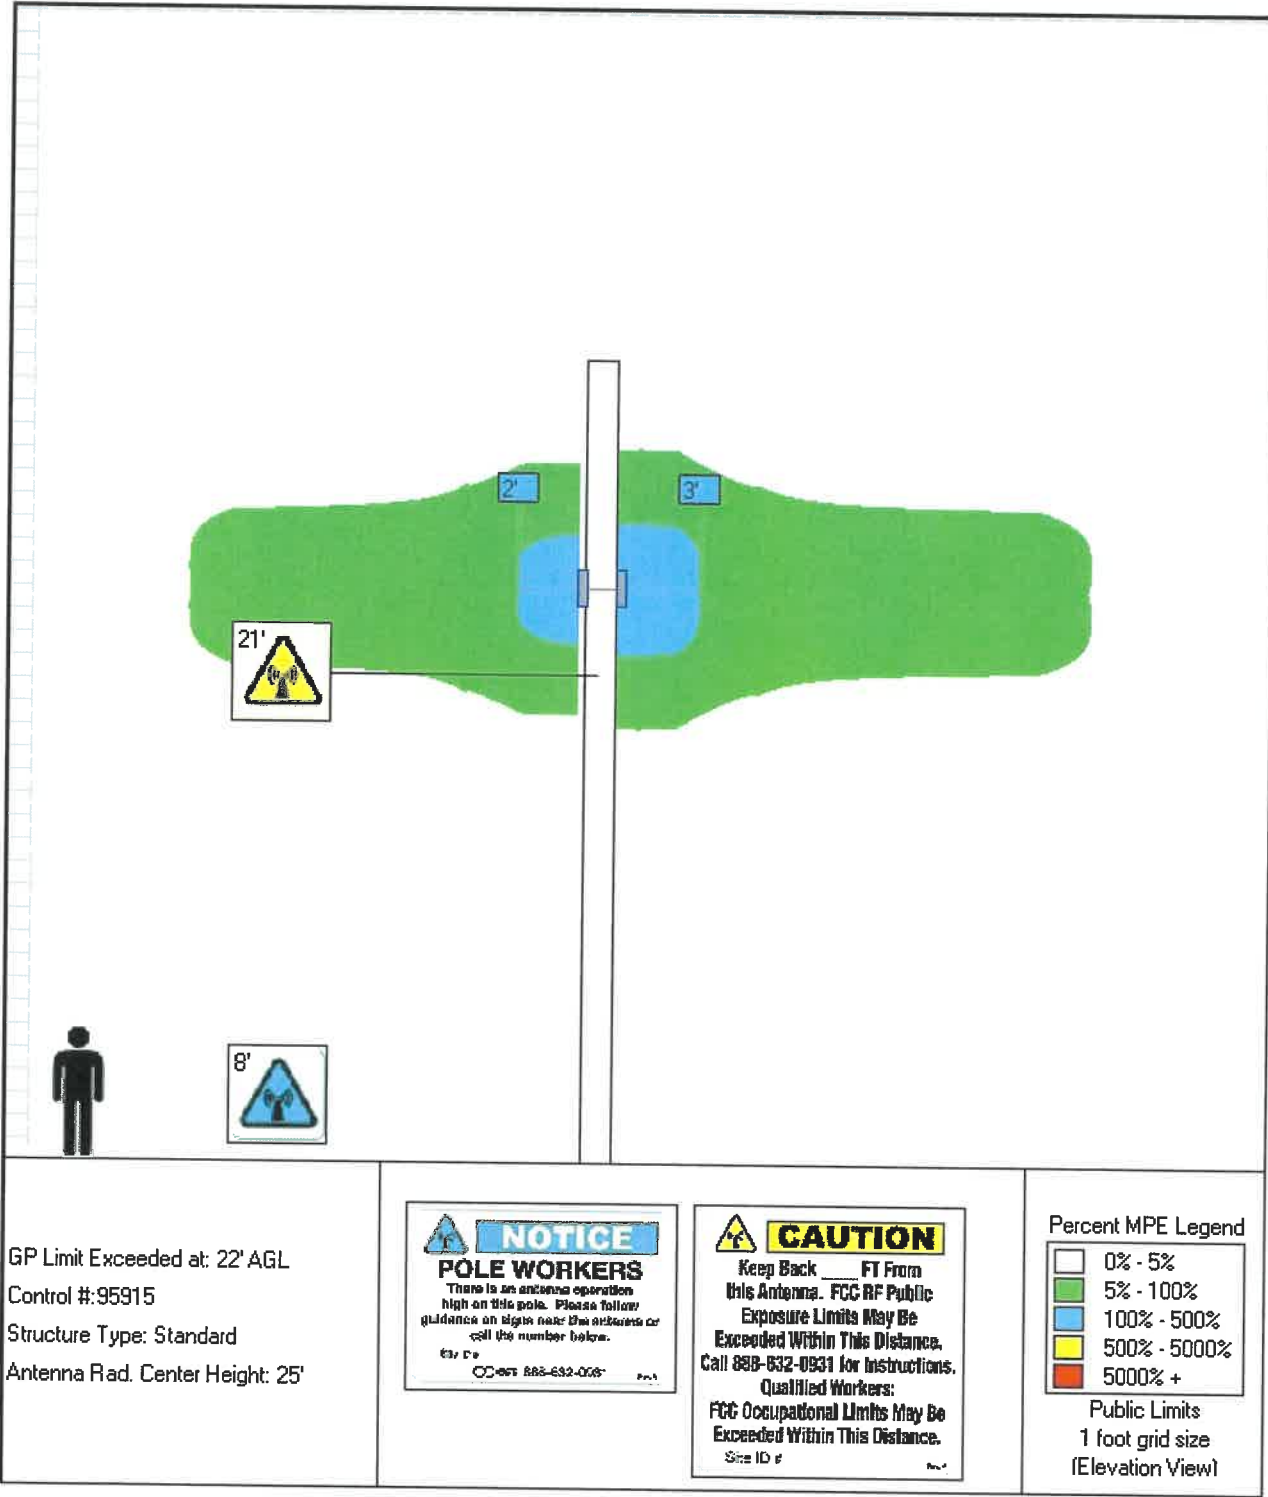 2'
3'
21'
8'
GP Limit Exceeded at: 22' AGL
Control #:95915
Structure Type: Standard
Antenna Rad. Center Height: 25'
NOTICE
POLE WORKERS
There is an antenna operation
high on this pole. Please follow
guidance on signs near the antenna or
call the number below.
CAUTION
Keep Back ____ FT From
this Antenna. FCC RF Public
Exposure Limits May Be
Exceeded Within This Distance.
Call 888-632-0931 for Instructions.
Qualified Workers:
FCC Occupational Limits May Be
Exceeded Within This Distance.
Site ID #
Percent MPE Legend
0% - 5%
5% - 100%
100% - 500%
500% - 5000%
5000% +
Public Limits
1 foot grid size
(Elevation View)